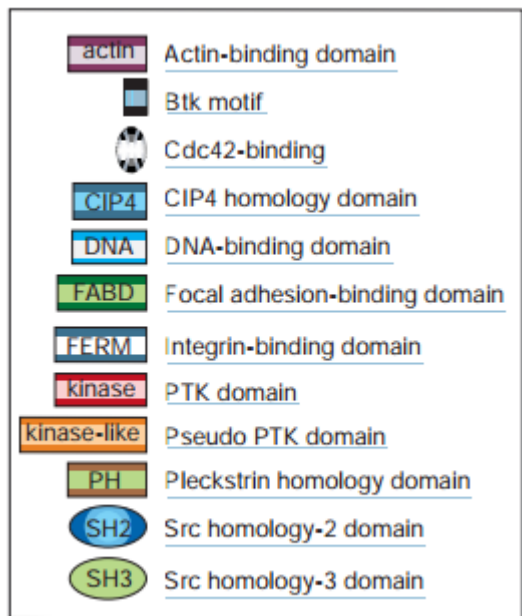 actin Actin-binding domain
Btk motif
Cdc42-binding
CIP4 CIP4 homology domain
DNA DNA-binding domain
FABD Focal adhesion-binding domain
FERM Integrin-binding domain
kinase PTK domain
kinase-like Pseudo PTK domain
PH Pleckstrin homology domain
SH2 Src homology-2 domain
SH3 Src homology-3 domain